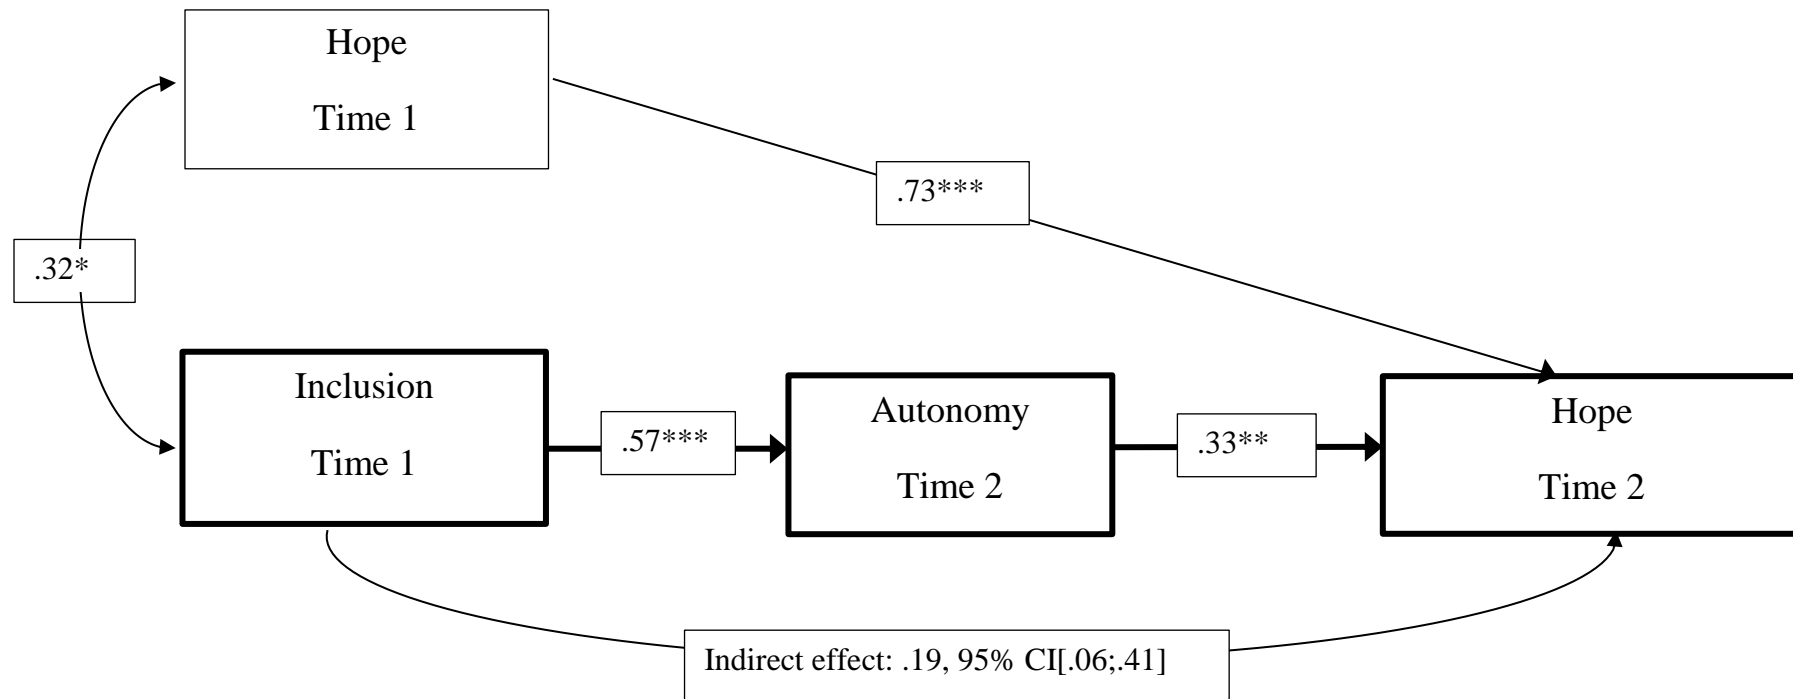 Hope
Time 1
.73***
.32*
Inclusion
Time 1
.57***
Autonomy
Time 2
.33**
Hope
Time 2
Indirect effect: .19, 95% CI[.06;.41]